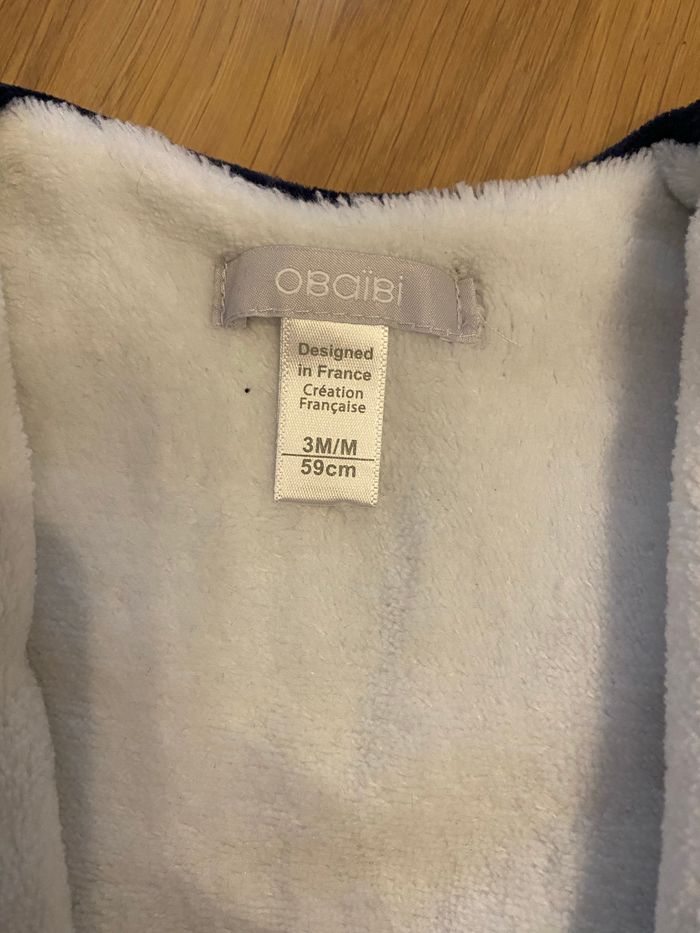 OBAÏBI
Designed
in France
Création
Française
3M/M
59cm